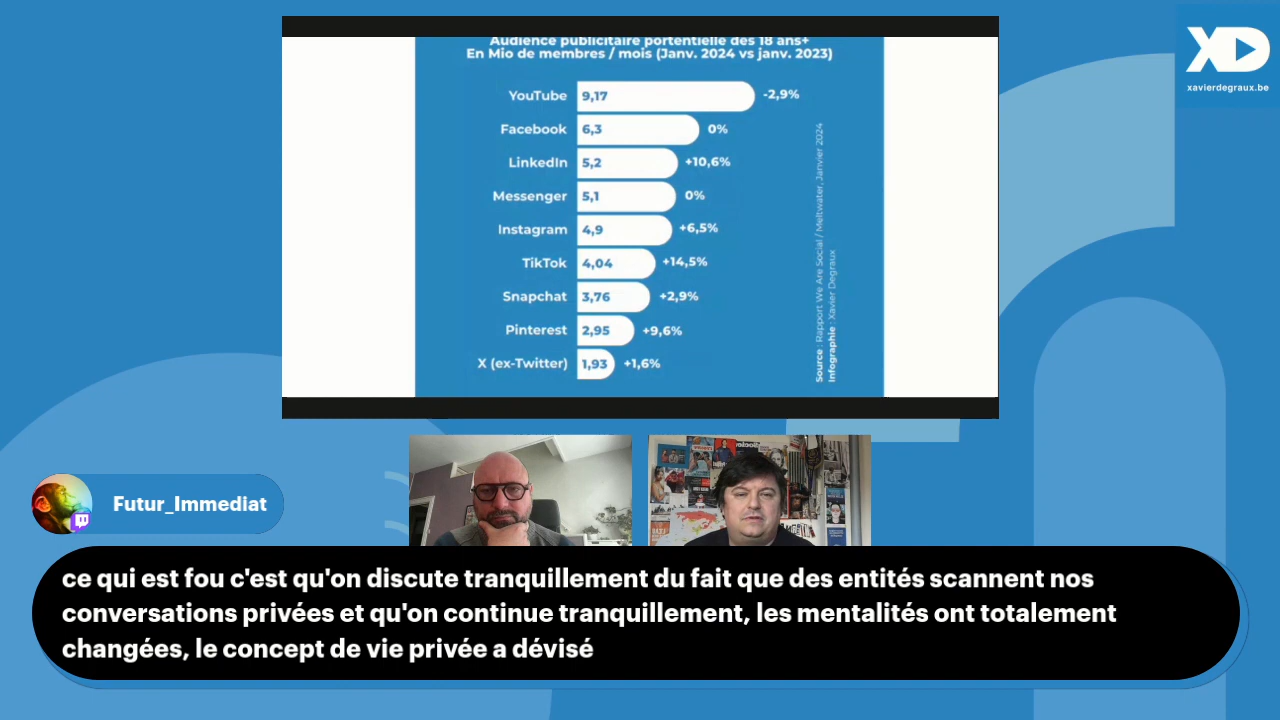 Audience publicitaire portentielle des 18 ans+
En Mio de membres / mois (Janv. 2024 vs janv. 2023)
YouTube 9,17 -2,9%
Facebook 6,3 0%
LinkedIn 5,2 +10,6%
Messenger 5,1 0%
Instagram 4,9 +6,5%
TikTok 4,04 +14,5%
Snapchat 3,76 +2,9%
Pinterest 2,95 +9,6%
X (ex-Twitter) 1,93 +1,6%
Source : Rapport We Are Social / Meltwater, Janvier 2024
Infographie : Xavier Degraux
XD
xavierdegraux.be
Futur_Immediat
ce qui est fou c'est qu'on discute tranquillement du fait que des entités scannent nos
conversations privées et qu'on continue tranquillement, les mentalités ont totalement
changées, le concept de vie privée a dévisé